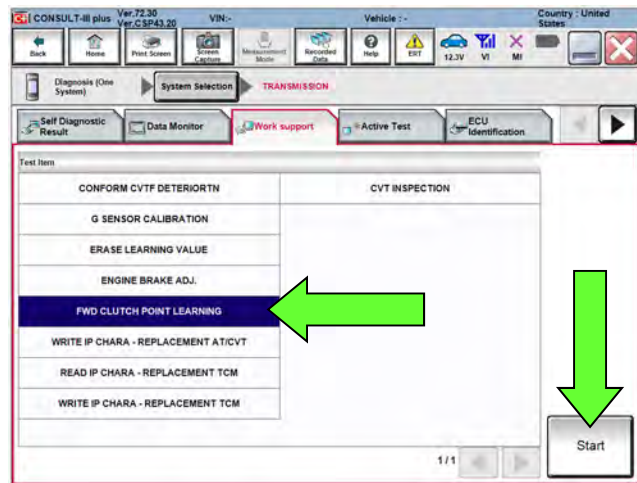 CONSULT-III plus
Ver.72.30
Ver.CSP43.20
VIN:-
Vehicle : -
Country : United States
Back
Home
Print Screen
Screen Capture
Measurement Mode
Recorded Data
Help
ERT
12.3V
VI
MI
Diagnosis (One System)
System Selection
TRANSMISSION
Self Diagnostic Result
Data Monitor
Work support
Active Test
ECU Identification
Test Item
CONFORM CVTF DETERIORTN
CVT INSPECTION
G SENSOR CALIBRATION
ERASE LEARNING VALUE
ENGINE BRAKE ADJ.
FWD CLUTCH POINT LEARNING
WRITE IP CHARA - REPLACEMENT AT/CVT
READ IP CHARA - REPLACEMENT TCM
WRITE IP CHARA - REPLACEMENT TCM
1/1
Start